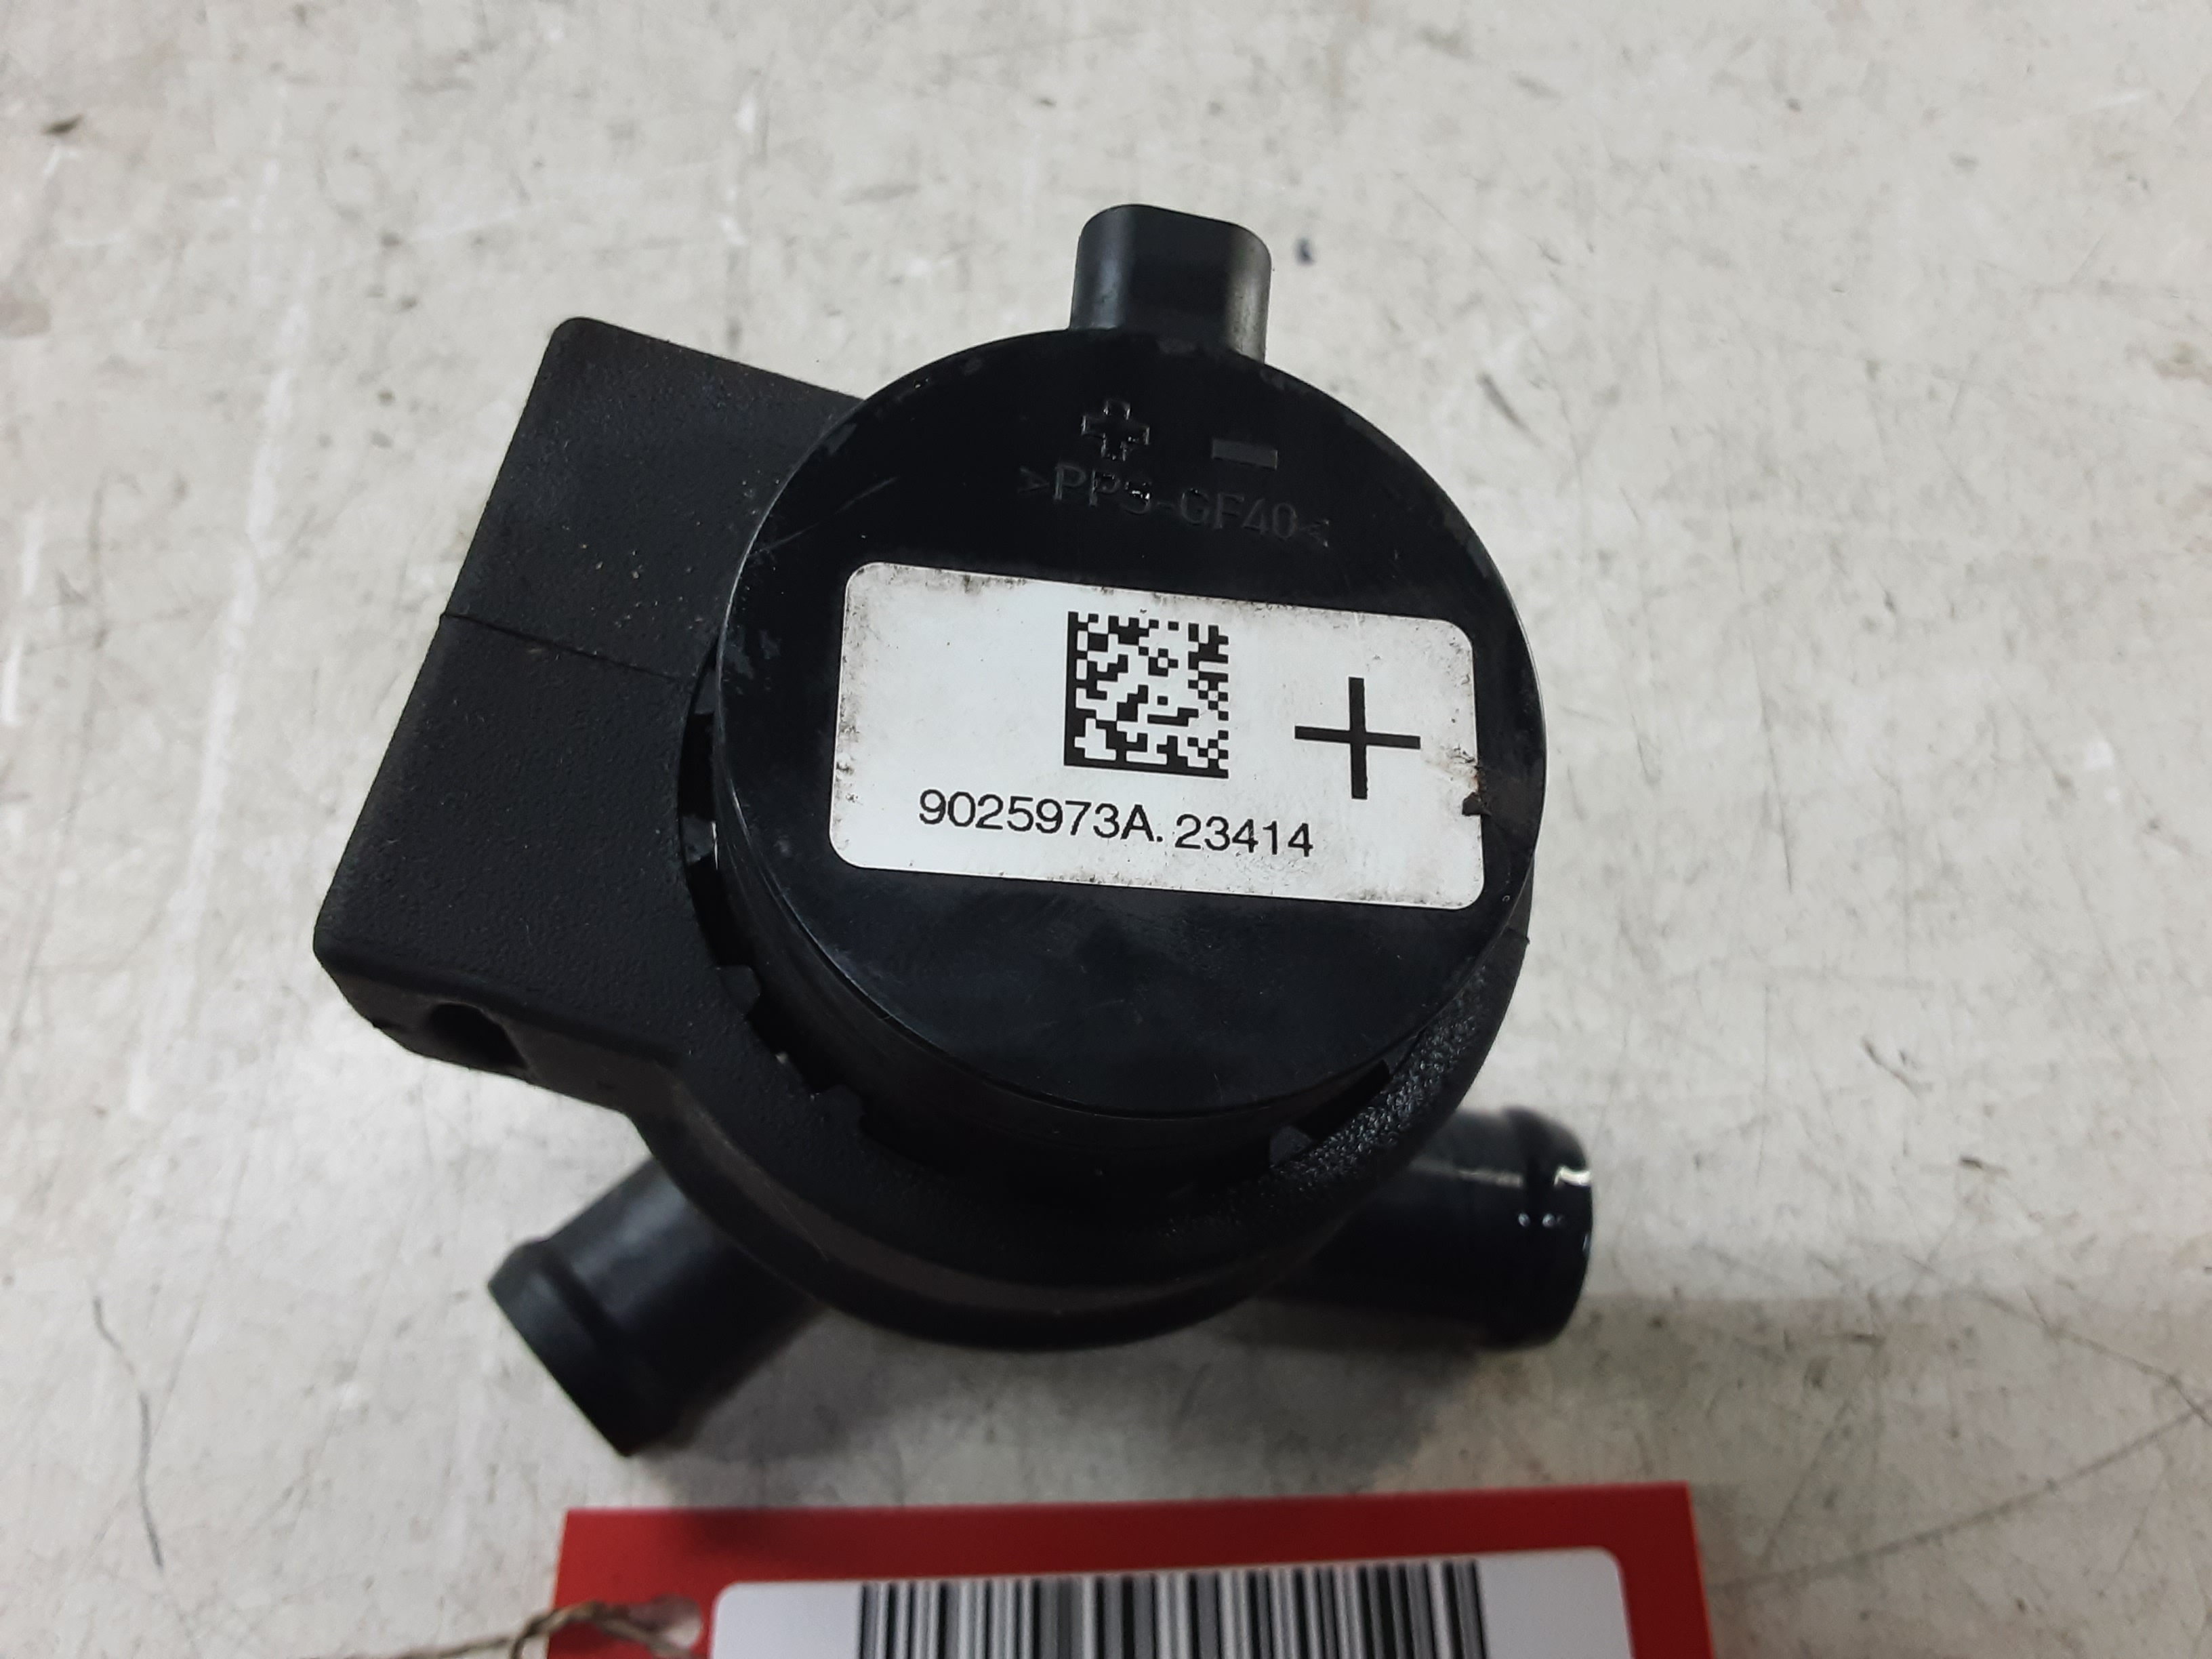 + -
>PPS-GF40<
+
9025973A. 23414